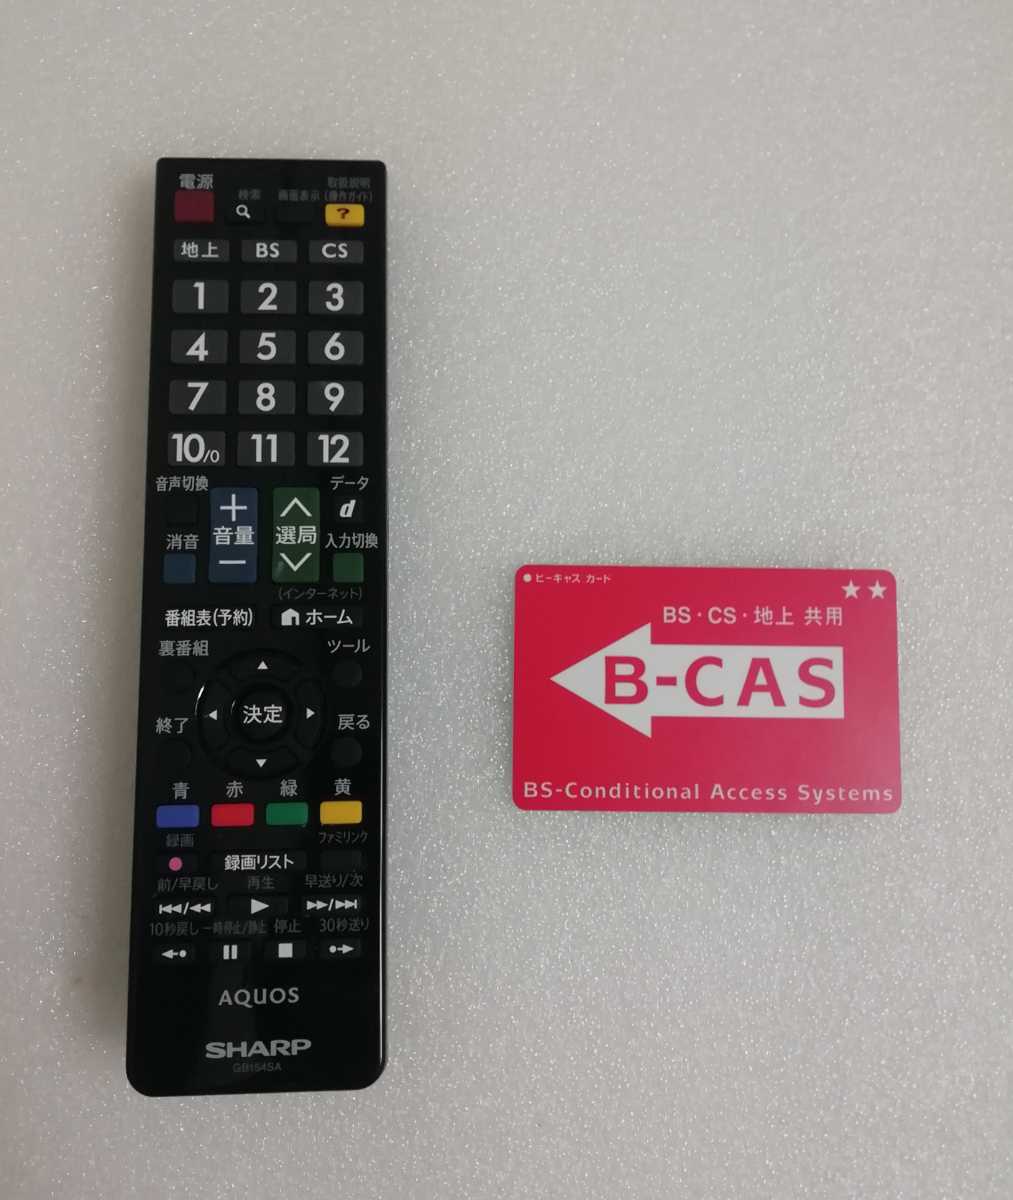 電源
検索
画面表示
取扱説明
(操作ガイド)
?
地上 BS CS
1 2 3
4 5 6
7 8 9
10/0 11 12
音声切換
データ
d
＋
音量
－
選局
消音
入力切換
(インターネット)
番組表(予約)
ホーム
裏番組
ツール
決定
終了
戻る
青 赤 緑 黄
録画
ファミリンク
録画リスト
前/早戻し 再生 早送り/次
10秒戻し 一時停止/静止 停止 30秒送り
AQUOS
SHARP
GB154SA
ビーキャス カード
★★
BS・CS・地上 共用
B-CAS
BS-Conditional Access Systems